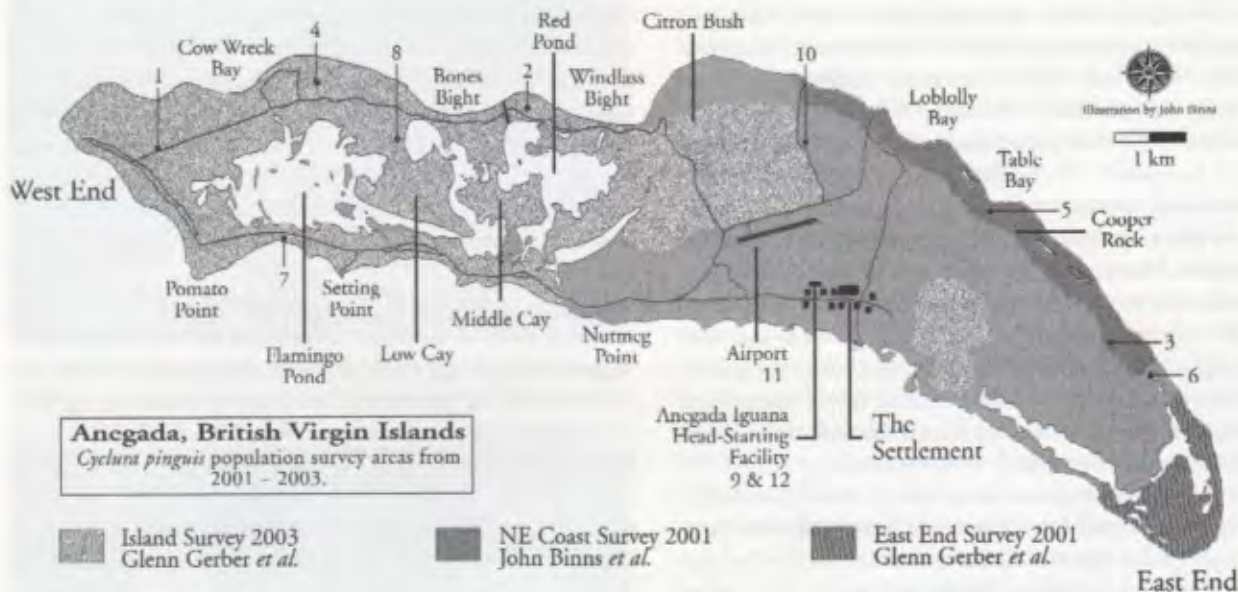 Red
Pond
Citron Bush
4
Cow Wreck
Bay
8
Bones
Bight
2
Windlass
Bight
10
1
Loblolly
Bay
Illustration by John Binns
1 km
West End
Table
Bay
5
Cooper
Rock
7
Pomato
Point
Setting
Point
Middle Cay
Flamingo
Pond
Low Cay
Nutmeg
Point
Airport
11
3
6
Anegada Iguana
Head-Starting
Facility
9 & 12
The
Settlement
Anegada, British Virgin Islands
Cyclura pinguis population survey areas from
2001 – 2003.
Island Survey 2003
Glenn Gerber et al.
NE Coast Survey 2001
John Binns et al.
East End Survey 2001
Glenn Gerber et al.
East End